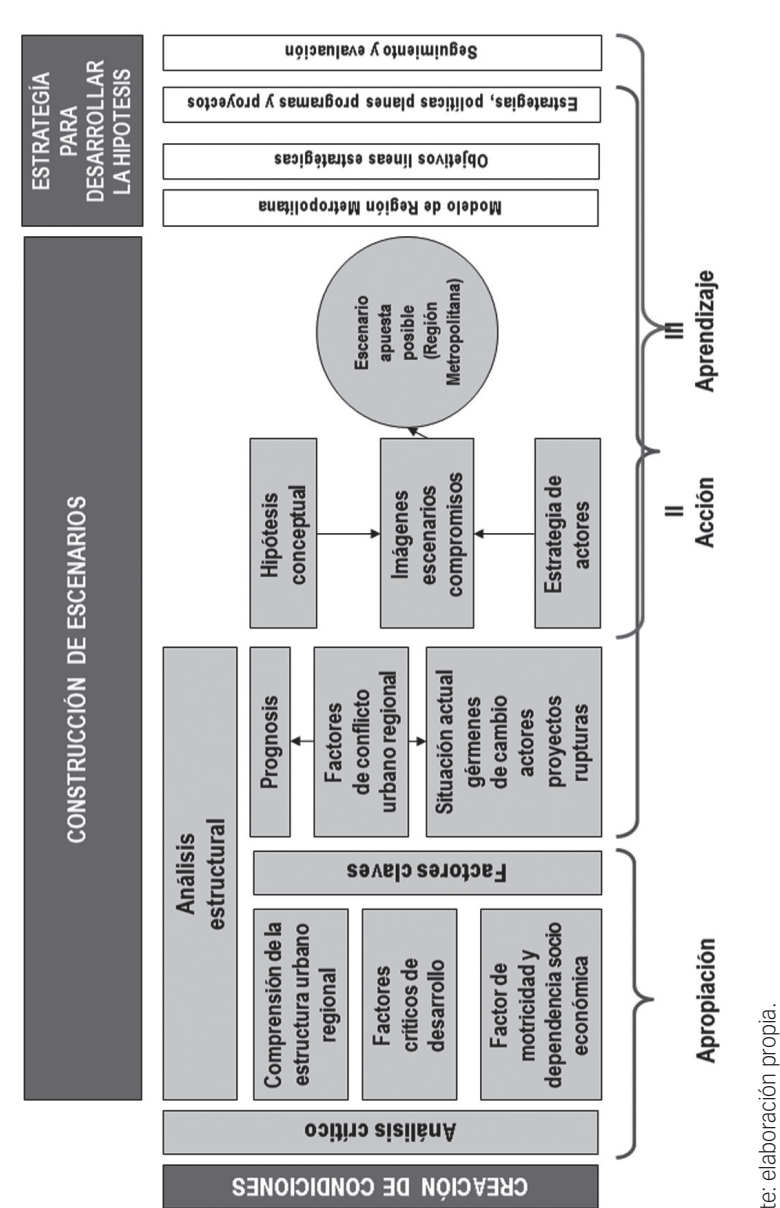 CREACIÓN DE CONDICIONES
Análisis crítico
CONSTRUCCIÓN DE ESCENARIOS
Análisis
estructural
Comprensión de la
estructura urbano
regional
Factores
críticos de
desarrollo
Factor de
motricidad y
dependencia socio
económica
Factores claves
Prognosis
Factores
de conflicto
urbano regional
Situación actual
gérmenes
de cambio
actores
proyectos
rupturas
Hipótesis
conceptual
Imágenes
escenarios
compromisos
Estrategia de
actores
Escenario
apuesta
posible
(Región
Metropolitana)
ESTRATEGÍA
PARA
DESARROLLAR
LA HIPOTESIS
Modelo de Región Metropolitana
Objetivos líneas estratégicas
Estrategias, políticas planes programas y proyectos
Seguimiento y evaluación
Apropiación
II
Acción
III
Aprendizaje
te: elaboración propia.